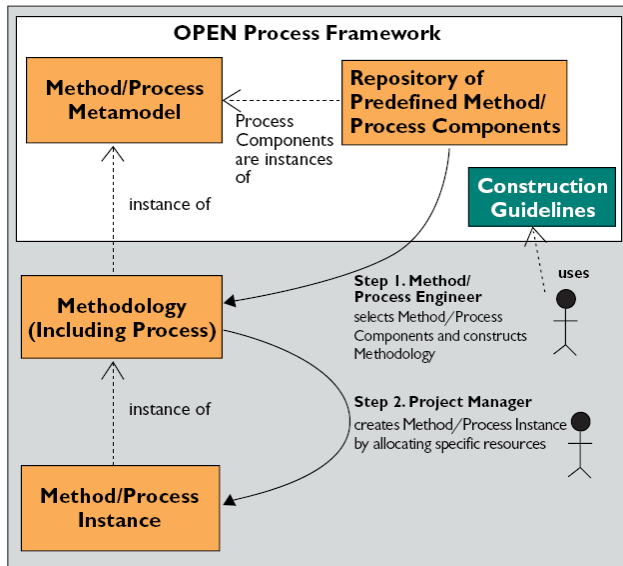 OPEN Process Framework
Method/Process
Metamodel
Repository of
Predefined Method/
Process Components
Process
Components
are instances
of
instance of
Construction
Guidelines
Methodology
(Including Process)
Step 1. Method/
Process Engineer
selects Method/Process
Components and constructs
Methodology
uses
instance of
Step 2. Project Manager
creates Method/Process Instance
by allocating specific resources
Method/Process
Instance